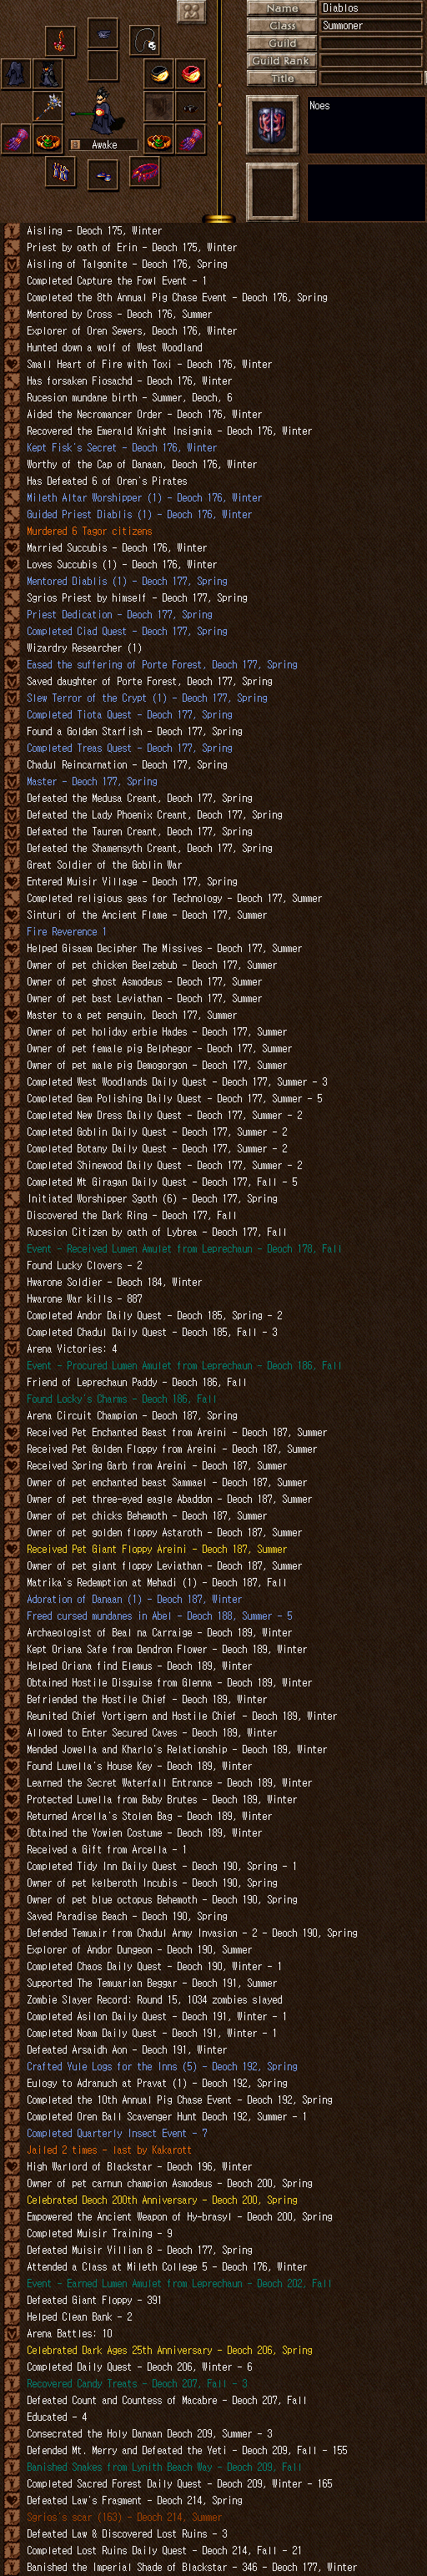 Name Diablos
Class Summoner
Guild
Guild Rank
Title
Noes
Awake
Aisling - Deoch 175, Winter
Priest by oath of Erin - Deoch 175, Winter
Aisling of Talgonite - Deoch 176, Spring
Completed Capture the Fowl Event - 1
Completed the 8th Annual Pig Chase Event - Deoch 176, Spring
Mentored by Cross - Deoch 176, Summer
Explorer of Oren Sewers, Deoch 176, Winter
Hunted down a wolf of West Woodland
Small Heart of Fire with Toxi - Deoch 176, Winter
Has forsaken Fiosachd - Deoch 176, Winter
Rucesion mundane birth - Summer, Deoch, 6
Aided the Necromancer Order - Deoch 176, Winter
Recovered the Emerald Knight Insignia - Deoch 176, Winter
Kept Fisk's Secret - Deoch 176, Winter
Worthy of the Cap of Danaan, Deoch 176, Winter
Has Defeated 6 of Oren's Pirates
Mileth Altar Worshipper (1) - Deoch 176, Winter
Guided Priest Diablis (1) - Deoch 176, Winter
Murdered 6 Tagor citizens
Married Succubis - Deoch 176, Winter
Loves Succubis (1) - Deoch 176, Winter
Mentored Diablis (1) - Deoch 177, Spring
Sgrios Priest by himself - Deoch 177, Spring
Priest Dedication - Deoch 177, Spring
Completed Ciad Quest - Deoch 177, Spring
Wizardry Researcher (1)
Eased the suffering of Porte Forest, Deoch 177, Spring
Saved daughter of Porte Forest, Deoch 177, Spring
Slew Terror of the Crypt (1) - Deoch 177, Spring
Completed Tiota Quest - Deoch 177, Spring
Found a Golden Starfish - Deoch 177, Spring
Completed Treas Quest - Deoch 177, Spring
Chadul Reincarnation - Deoch 177, Spring
Master - Deoch 177, Spring
Defeated the Medusa Creant, Deoch 177, Spring
Defeated the Lady Phoenix Creant, Deoch 177, Spring
Defeated the Tauren Creant, Deoch 177, Spring
Defeated the Shamensyth Creant, Deoch 177, Spring
Great Soldier of the Goblin War
Entered Muisir Village - Deoch 177, Spring
Completed religious geas for Technology - Deoch 177, Summer
Sinturi of the Ancient Flame - Deoch 177, Summer
Fire Reverence 1
Helped Gisaem Decipher The Missives - Deoch 177, Summer
Owner of pet chicken Beelzebub - Deoch 177, Summer
Owner of pet ghost Asmodeus - Deoch 177, Summer
Owner of pet bast Leviathan - Deoch 177, Summer
Master to a pet penguin, Deoch 177, Summer
Owner of pet holiday erbie Hades - Deoch 177, Summer
Owner of pet female pig Belphegor - Deoch 177, Summer
Owner of pet male pig Demogorgon - Deoch 177, Summer
Completed West Woodlands Daily Quest - Deoch 177, Summer - 3
Completed Gem Polishing Daily Quest - Deoch 177, Summer - 5
Completed New Dress Daily Quest - Deoch 177, Summer - 2
Completed Goblin Daily Quest - Deoch 177, Summer - 2
Completed Botany Daily Quest - Deoch 177, Summer - 2
Completed Shinewood Daily Quest - Deoch 177, Summer - 2
Completed Mt Giragan Daily Quest - Deoch 177, Fall - 5
Initiated Worshipper Sgoth (6) - Deoch 177, Spring
Discovered the Dark Ring - Deoch 177, Fall
Rucesion Citizen by oath of Lybrea - Deoch 177, Fall
Event - Received Lumen Amulet from Leprechaun - Deoch 178, Fall
Found Lucky Clovers - 2
Hwarone Soldier - Deoch 184, Winter
Hwarone War kills - 887
Completed Andor Daily Quest - Deoch 185, Spring - 2
Completed Chadul Daily Quest - Deoch 185, Fall - 3
Arena Victories: 4
Event - Procured Lumen Amulet from Leprechaun - Deoch 186, Fall
Friend of Leprechaun Paddy - Deoch 186, Fall
Found Locky's Charms - Deoch 186, Fall
Arena Circuit Champion - Deoch 187, Spring
Received Pet Enchanted Beast from Areini - Deoch 187, Summer
Received Pet Golden Floppy from Areini - Deoch 187, Summer
Received Spring Garb from Areini - Deoch 187, Summer
Owner of pet enchanted beast Sammael - Deoch 187, Summer
Owner of pet three-eyed eagle Abaddon - Deoch 187, Summer
Owner of pet chicks Behemoth - Deoch 187, Summer
Owner of pet golden floppy Astaroth - Deoch 187, Summer
Received Pet Giant Floppy Areini - Deoch 187, Summer
Owner of pet giant floppy Leviathan - Deoch 187, Summer
Matrika's Redemption at Mehadi (1) - Deoch 187, Fall
Adoration of Danaan (1) - Deoch 187, Winter
Freed cursed mundanes in Abel - Deoch 188, Summer - 5
Archaeologist of Beal na Carraige - Deoch 189, Winter
Kept Oriana Safe from Dendron Flower - Deoch 189, Winter
Helped Oriana find Elemus - Deoch 189, Winter
Obtained Hostile Disguise from Glenna - Deoch 189, Winter
Befriended the Hostile Chief - Deoch 189, Winter
Reunited Chief Vortigern and Hostile Chief - Deoch 189, Winter
Allowed to Enter Secured Caves - Deoch 189, Winter
Mended Jowella and Kharlo's Relationship - Deoch 189, Winter
Found Luwella's House Key - Deoch 189, Winter
Learned the Secret Waterfall Entrance - Deoch 189, Winter
Protected Luwella from Baby Brutes - Deoch 189, Winter
Returned Arcella's Stolen Bag - Deoch 189, Winter
Obtained the Yowien Costume - Deoch 189, Winter
Received a Gift from Arcella - 1
Completed Tidy Inn Daily Quest - Deoch 190, Spring - 1
Owner of pet kelberoth Incubis - Deoch 190, Spring
Owner of pet blue octopus Behemoth - Deoch 190, Spring
Saved Paradise Beach - Deoch 190, Spring
Defended Temuair from Chadul Army Invasion - 2 - Deoch 190, Spring
Explorer of Andor Dungeon - Deoch 190, Summer
Completed Chaos Daily Quest - Deoch 190, Winter - 1
Supported The Temuarian Beggar - Deoch 191, Summer
Zombie Slayer Record: Round 15, 1034 zombies slayed
Completed Asilon Daily Quest - Deoch 191, Winter - 1
Completed Noam Daily Quest - Deoch 191, Winter - 1
Defeated Arsaidh Aon - Deoch 191, Winter
Crafted Yule Logs for the Inns (5) - Deoch 192, Spring
Eulogy to Adranuch at Pravat (1) - Deoch 192, Spring
Completed the 10th Annual Pig Chase Event - Deoch 192, Spring
Completed Oren Ball Scavenger Hunt Deoch 192, Summer - 1
Completed Quarterly Insect Event - 7
Jailed 2 times - last by Kakarott
High Warlord of Blackstar - Deoch 196, Winter
Owner of pet carnun champion Asmodeus - Deoch 200, Spring
Celebrated Deoch 200th Anniversary - Deoch 200, Spring
Empowered the Ancient Weapon of Hy-brasyl - Deoch 200, Spring
Completed Muisir Training - 9
Defeated Muisir Villian 8 - Deoch 177, Spring
Attended a Class at Mileth College 5 - Deoch 176, Winter
Event - Earned Lumen Amulet from Leprechaun - Deoch 202, Fall
Defeated Giant Floppy - 391
Helped Clean Bank - 2
Arena Battles: 10
Celebrated Dark Ages 25th Anniversary - Deoch 206, Spring
Completed Daily Quest - Deoch 206, Winter - 6
Recovered Candy Treats - Deoch 207, Fall - 3
Defeated Count and Countess of Macabre - Deoch 207, Fall
Educated - 4
Consecrated the Holy Danaan Deoch 209, Summer - 3
Defended Mt. Merry and Defeated the Yeti - Deoch 209, Fall - 155
Banished Snakes from Lynith Beach Way - Deoch 209, Fall
Completed Sacred Forest Daily Quest - Deoch 209, Winter - 165
Defeated Law's Fragment - Deoch 214, Spring
Sgrios's scar (163) - Deoch 214, Summer
Defeated Law & Discovered Lost Ruins - 3
Completed Lost Ruins Daily Quest - Deoch 214, Fall - 21
Banished the Imperial Shade of Blackstar - 346 - Deoch 177, Winter